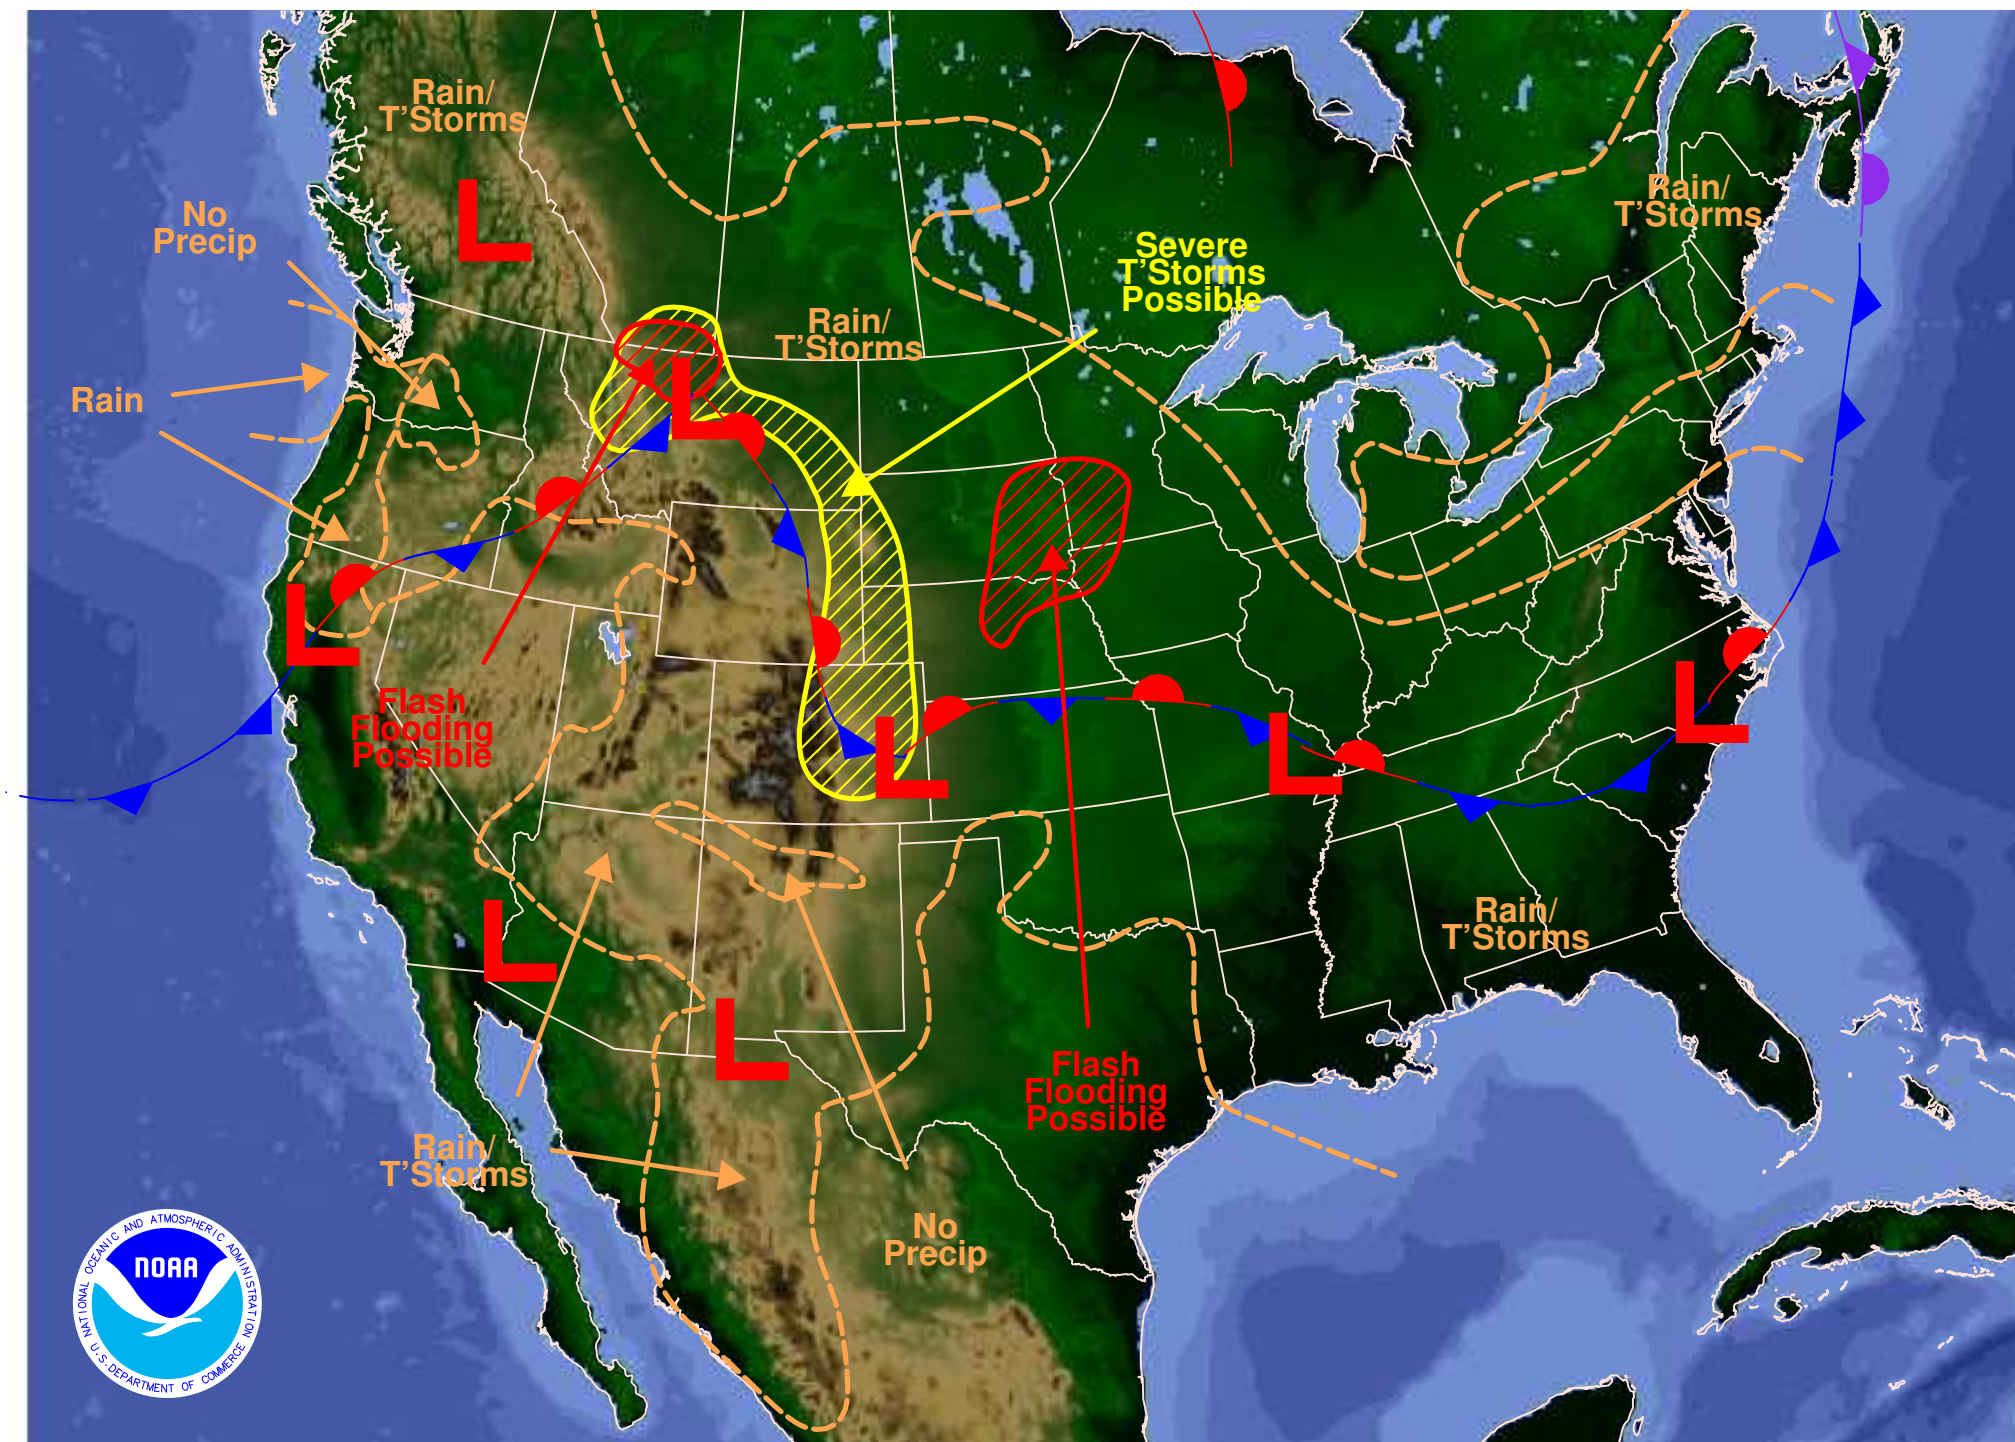 Rain/
T'Storms
No
Precip
Rain/
T'Storms
Severe
T'Storms
Possible
Rain/
T'Storms
Rain
L
L
L
Flash
Flooding
Possible
L
L
L
L
Rain/
T'Storms
L
Flash
Flooding
Possible
Rain/
T'Storms
No
Precip
NATIONAL OCEANIC AND ATMOSPHERIC ADMINISTRATION
NOAA
U.S. DEPARTMENT OF COMMERCE